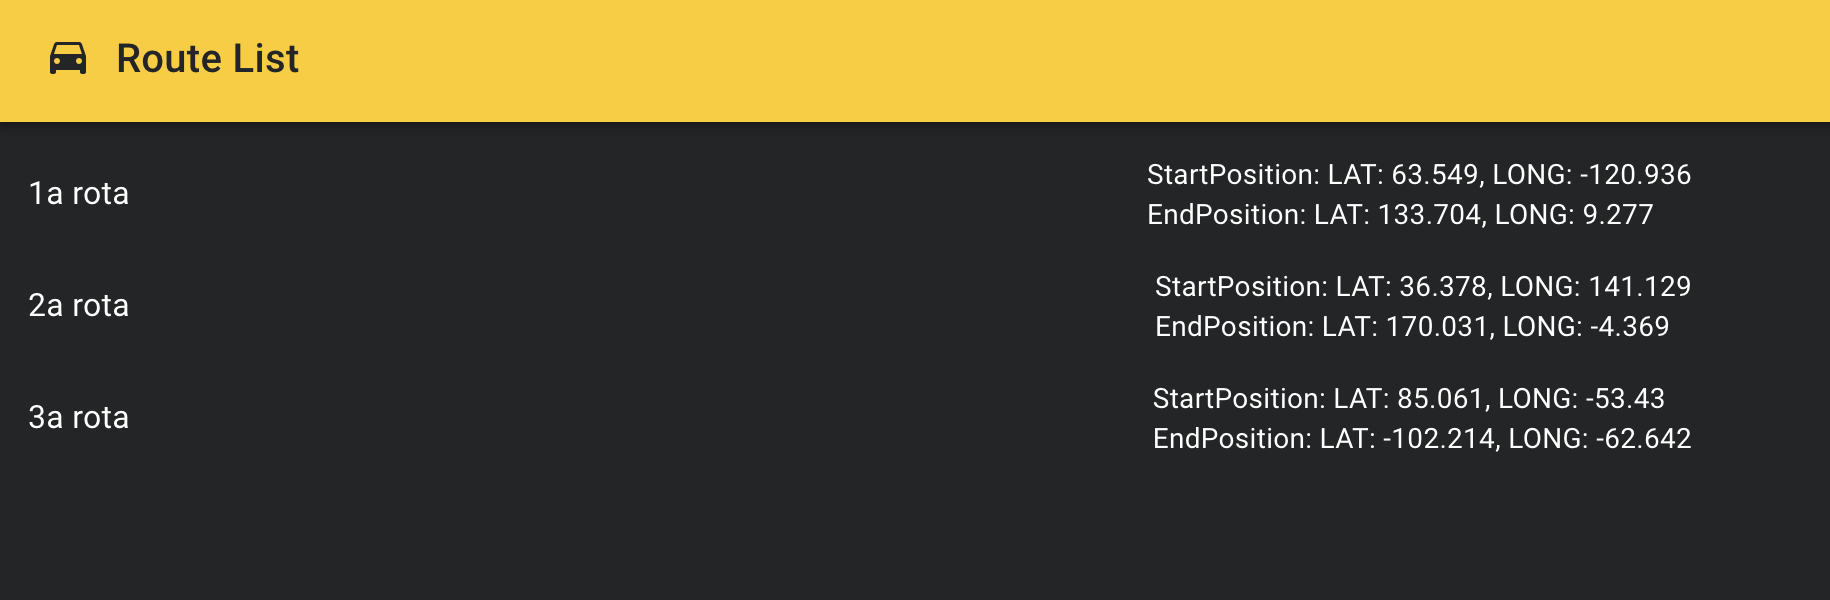 Route List
1a rota
StartPosition: LAT: 63.549, LONG: -120.936
EndPosition: LAT: 133.704, LONG: 9.277
2a rota
StartPosition: LAT: 36.378, LONG: 141.129
EndPosition: LAT: 170.031, LONG: -4.369
3a rota
StartPosition: LAT: 85.061, LONG: -53.43
EndPosition: LAT: -102.214, LONG: -62.642